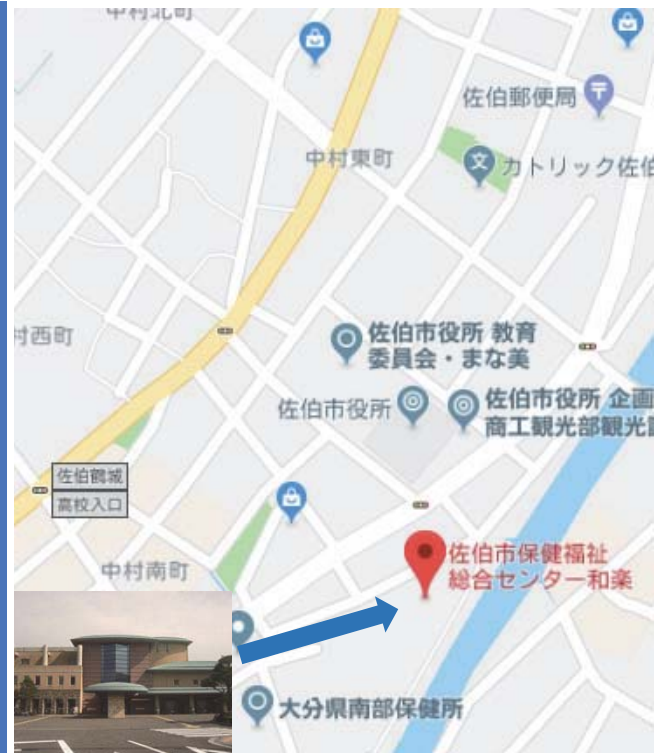 中村北町
佐伯郵便局
中村東町
カトリック佐伯
村西町
佐伯市役所 教育
委員会・まな美
佐伯市役所
佐伯市役所 企画
商工観光部観光
佐伯鶴城
高校入口
佐伯市保健福祉
総合センター和楽
中村南町
大分県南部保健所